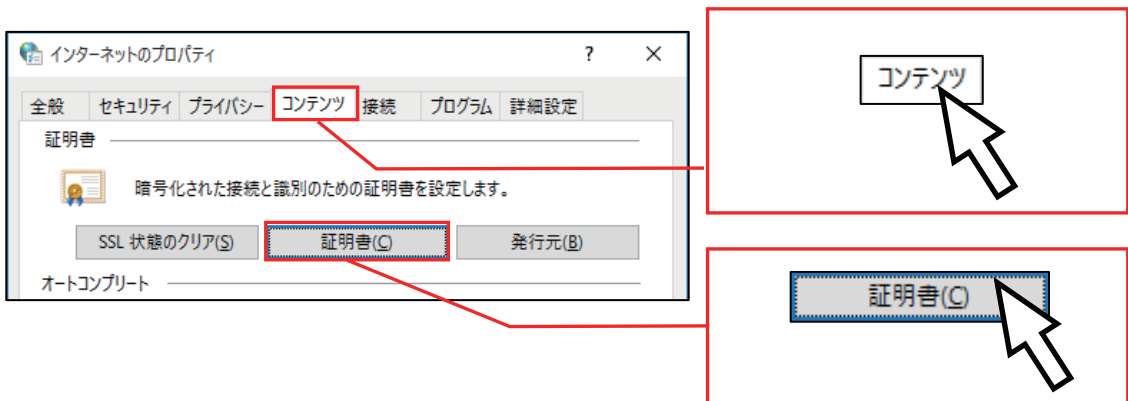 インターネットのプロパティ ? ×
全般 セキュリティ プライバシー コンテンツ 接続 プログラム 詳細設定
証明書
暗号化された接続と識別のための証明書を設定します。
SSL 状態のクリア(S) 証明書(C) 発行元(B)
オートコンプリート
コンテンツ
証明書(C)